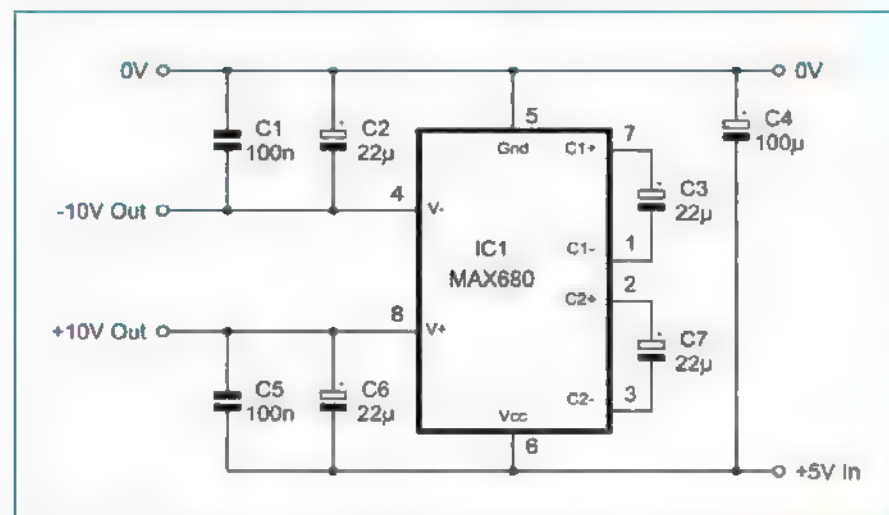 0V
0V
C1
100n
C2
22µ
5
Gnd
C1+
7
C4
100µ
-10V Out
4
V-
C3
22µ
C1-
1
IC1
MAX680
C2+
2
+10V Out
8
V+
C7
22µ
C5
100n
C6
22µ
C2-
3
Vcc
6
+5V In